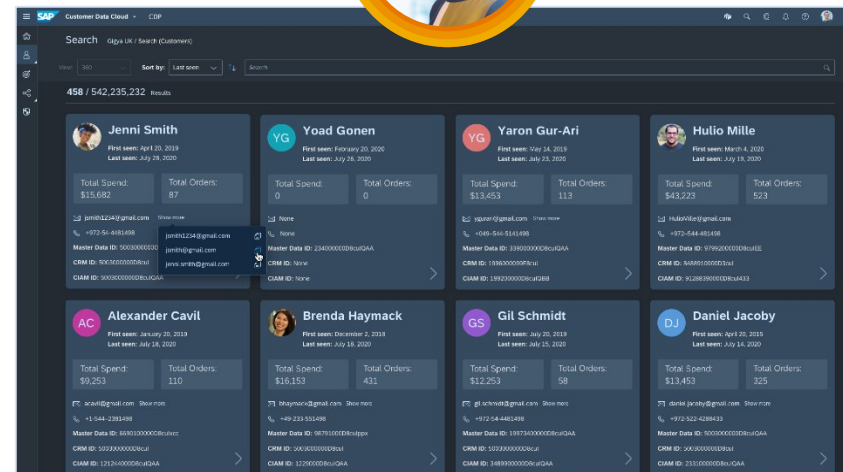 SAP Customer Data Cloud CDP
Search Gigya UK / Search (Customers)
View: 360 Sort by: Last seen Search
458 / 542,235,232 Results
Jenni Smith
First seen: April 20, 2019
Last seen: July 28, 2020
Total Spend: Total Orders:
$15,682 87
jsmith1234@gmail.com Show more
+972-54-4481498
jsmith1234@gmail.com
jsmith@gmail.com
jenni.smith@gmail.com
Master Data ID:
CRM ID: 5003000000D8cul
CIAM ID:
Yoad Gonen
First seen: February 20, 2020
Last seen: July 26, 2020
Total Spend: Total Orders:
0 0
None
None
Master Data ID: 234000000D8culQAA
CRM ID: None
CIAM ID: None
Yaron Gur-Ari
First seen: May 14, 2019
Last seen: July 23, 2020
Total Spend: Total Orders:
$13,453 113
ygurari@gmail.com Show more
+049-544-5141498
Master Data ID:
CRM ID:
CIAM ID:
Hulio Mille
First seen: March 4, 2020
Last seen: July 19, 2020
Total Spend: Total Orders:
$43,223 523
HulioMille@gmail.com
+972-544-481498
Master Data ID:
CRM ID:
CIAM ID:
AC Alexander Cavil
First seen: January 20, 2019
Last seen: July 18, 2020
Total Spend: Total Orders:
$9,253 110
acavil@gmail.com Show more
+1-544-2381498
Master Data ID:
CRM ID:
CIAM ID:
Brenda Haymack
First seen: December 2, 2018
Last seen: July 16, 2020
Total Spend: Total Orders:
$16,153 431
bhaymack@gmail.com Show more
+49-233-551498
Master Data ID:
CRM ID:
CIAM ID:
GS Gil Schmidt
First seen: July 20, 2019
Last seen: July 15, 2020
Total Spend: Total Orders:
$12,253 58
gil.schmidt@gmail.com Show more
+972-54-4481498
Master Data ID:
CRM ID:
CIAM ID:
DJ Daniel Jacoby
First seen: April 20, 2015
Last seen: July 14, 2020
Total Spend: Total Orders:
$13,453 325
daniel.jacoby@gmail.com Show more
+972-522-4288433
Master Data ID:
CRM ID:
CIAM ID: